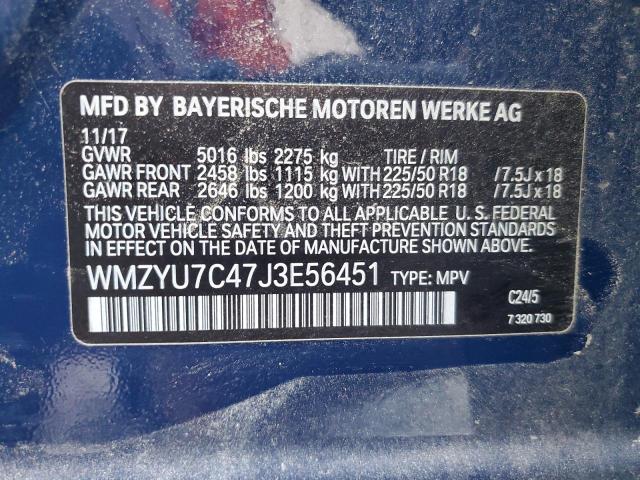 MFD BY BAYERISCHE MOTOREN WERKE AG
11/17
GVWR 5016 lbs 2275 kg TIRE / RIM
GAWR FRONT 2458 lbs 1115 kg WITH 225/50 R18 /7.5J x 18
GAWR REAR 2646 lbs 1200 kg WITH 225/50 R18 /7.5J x 18
THIS VEHICLE CONFORMS TO ALL APPLICABLE U. S. FEDERAL
MOTOR VEHICLE SAFETY AND THEFT PREVENTION STANDARDS
IN EFFECT ON THE DATE OF MANUFACTURE SHOWN ABOVE.
WMZYU7C47J3E56451 TYPE: MPV
C24/5
7 320 730